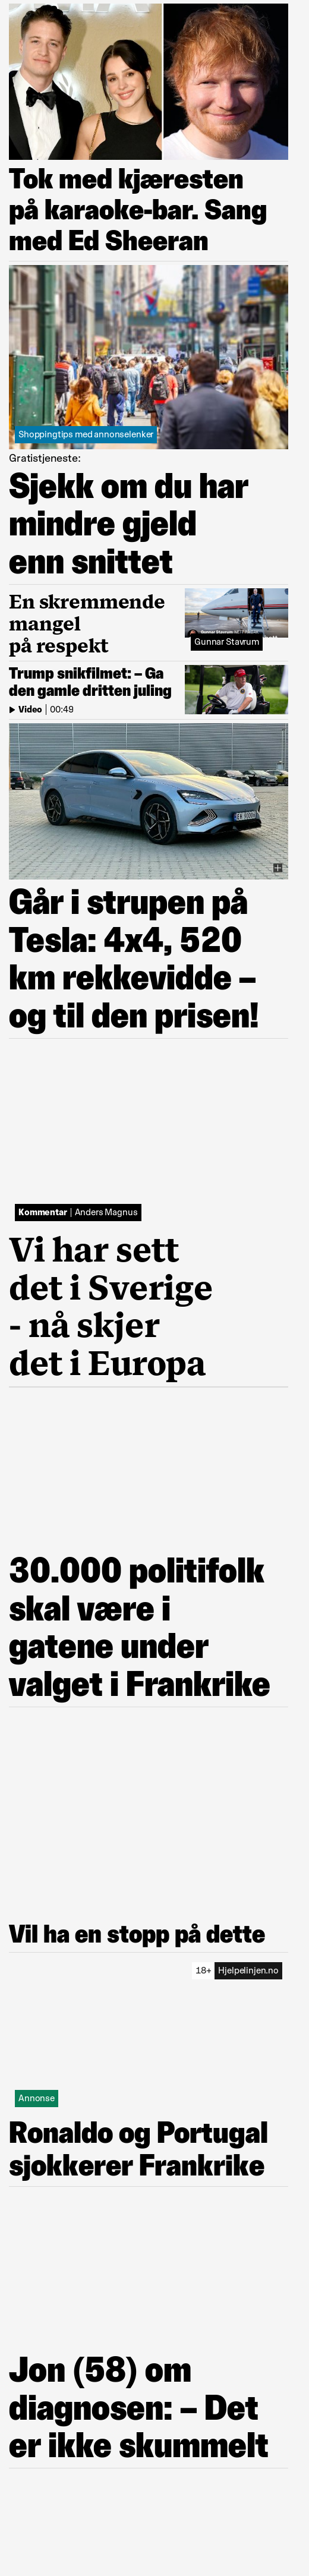 Tok med kjæresten
på karaoke-bar. Sang
med Ed Sheeran
Shoppingtips med annonselenker
Gratistjeneste:
Sjekk om du har
mindre gjeld
enn snittet
En skremmende
mangel
på respekt
Gunnar Stavrum
Trump snikfilmet: – Ga
den gamle dritten juling
Video | 00:49
Går i strupen på
Tesla: 4x4, 520
km rekkevidde –
og til den prisen!
Kommentar | Anders Magnus
Vi har sett
det i Sverige
- nå skjer
det i Europa
30.000 politifolk
skal være i
gatene under
valget i Frankrike
Vil ha en stopp på dette
18+ Hjelpelinjen.no
Annonse
Ronaldo og Portugal
sjokkerer Frankrike
Jon (58) om
diagnosen: – Det
er ikke skummelt